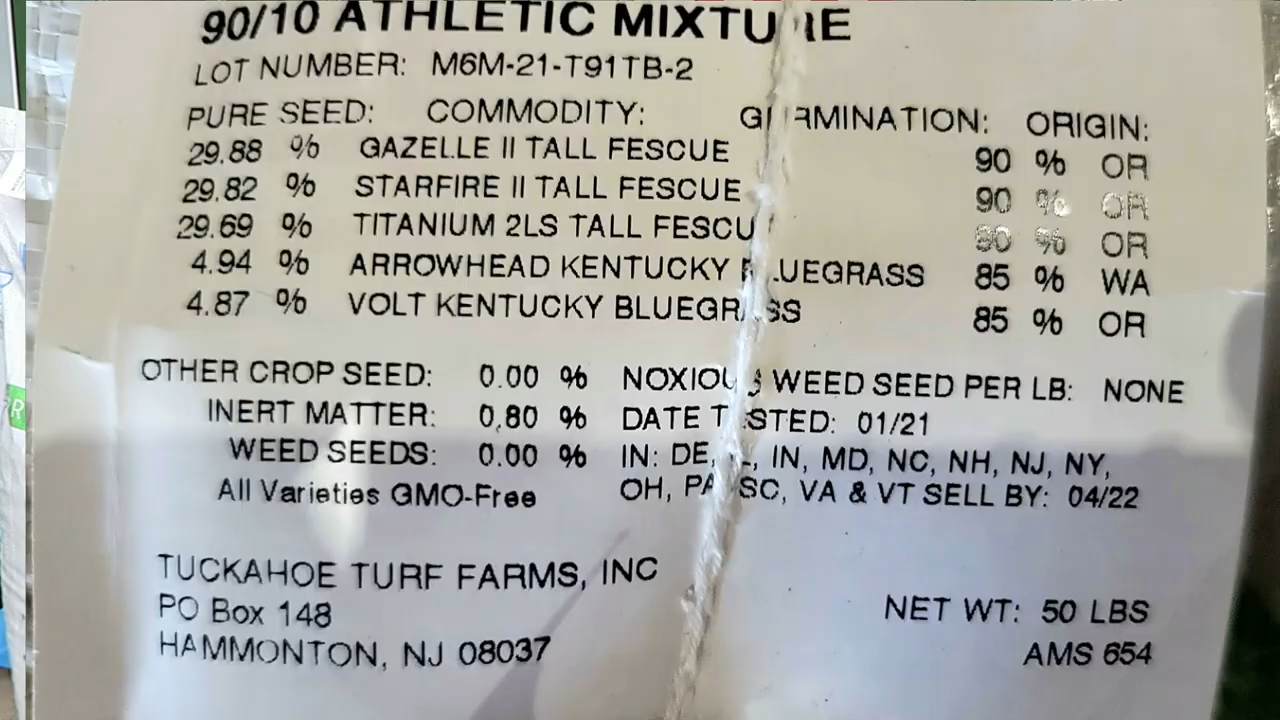 90/10 ATHLETIC MIXTURE
LOT NUMBER: M6M-21-T91TB-2
PURE SEED: COMMODITY: GERMINATION: ORIGIN:
29.88 % GAZELLE II TALL FESCUE 90 % OR
29.82 % STARFIRE II TALL FESCUE 90 % OR
29.69 % TITANIUM 2LS TALL FESCU 90 % OR
4.94 % ARROWHEAD KENTUCKY BLUEGRASS 85 % WA
4.87 % VOLT KENTUCKY BLUEGRASS 85 % OR
OTHER CROP SEED: 0.00 % NOXIOUS WEED SEED PER LB: NONE
INERT MATTER: 0.80 % DATE TESTED: 01/21
WEED SEEDS: 0.00 % IN: DE, IN, MD, NC, NH, NJ, NY,
All Varieties GMO-Free OH, PA, SC, VA & VT SELL BY: 04/22
TUCKAHOE TURF FARMS, INC
PO Box 148
HAMMONTON, NJ 08037
NET WT: 50 LBS
AMS 654